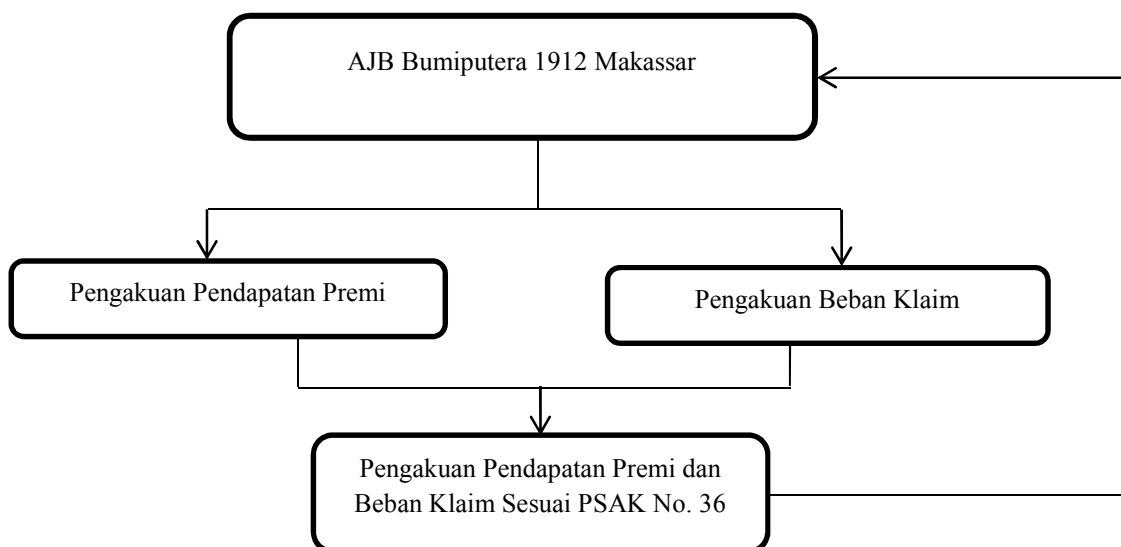 AJB Bumiputera 1912 Makassar
Pengakuan Pendapatan Premi
Pengakuan Beban Klaim
Pengakuan Pendapatan Premi dan
Beban Klaim Sesuai PSAK No. 36